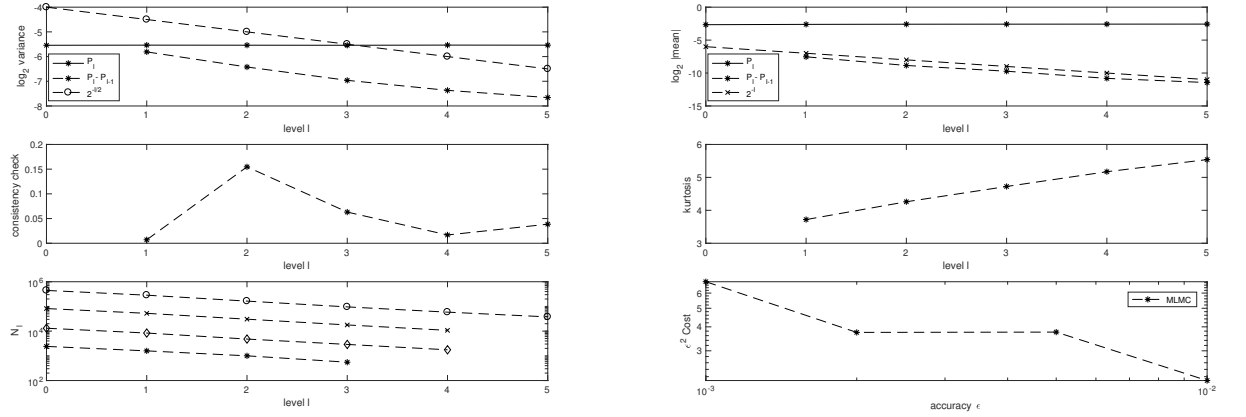 -4
-5
-6
-7
-8
log2 variance
P_l
P_l - P_l-1
2^-l/2
0 1 2 3 4 5
level l
0
-5
-10
-15
log2 |mean|
P_l
P_l - P_l-1
2^-l
0 1 2 3 4 5
level l
0.2
0.15
0.1
0.05
0
consistency check
0 1 2 3 4 5
level l
6
5
4
3
kurtosis
0 1 2 3 4 5
level l
10^6
10^4
10^2
N_l
0 1 2 3 4 5
level l
6
5
4
3
ϵ^2 Cost
MLMC
10^-3 10^-2
accuracy ϵ